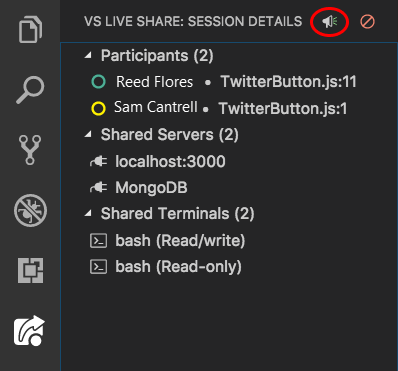 VS LIVE SHARE: SESSION DETAILS
Participants (2)
Reed Flores • TwitterButton.js:11
Sam Cantrell • TwitterButton.js:1
Shared Servers (2)
localhost:3000
MongoDB
Shared Terminals (2)
bash (Read/write)
bash (Read-only)